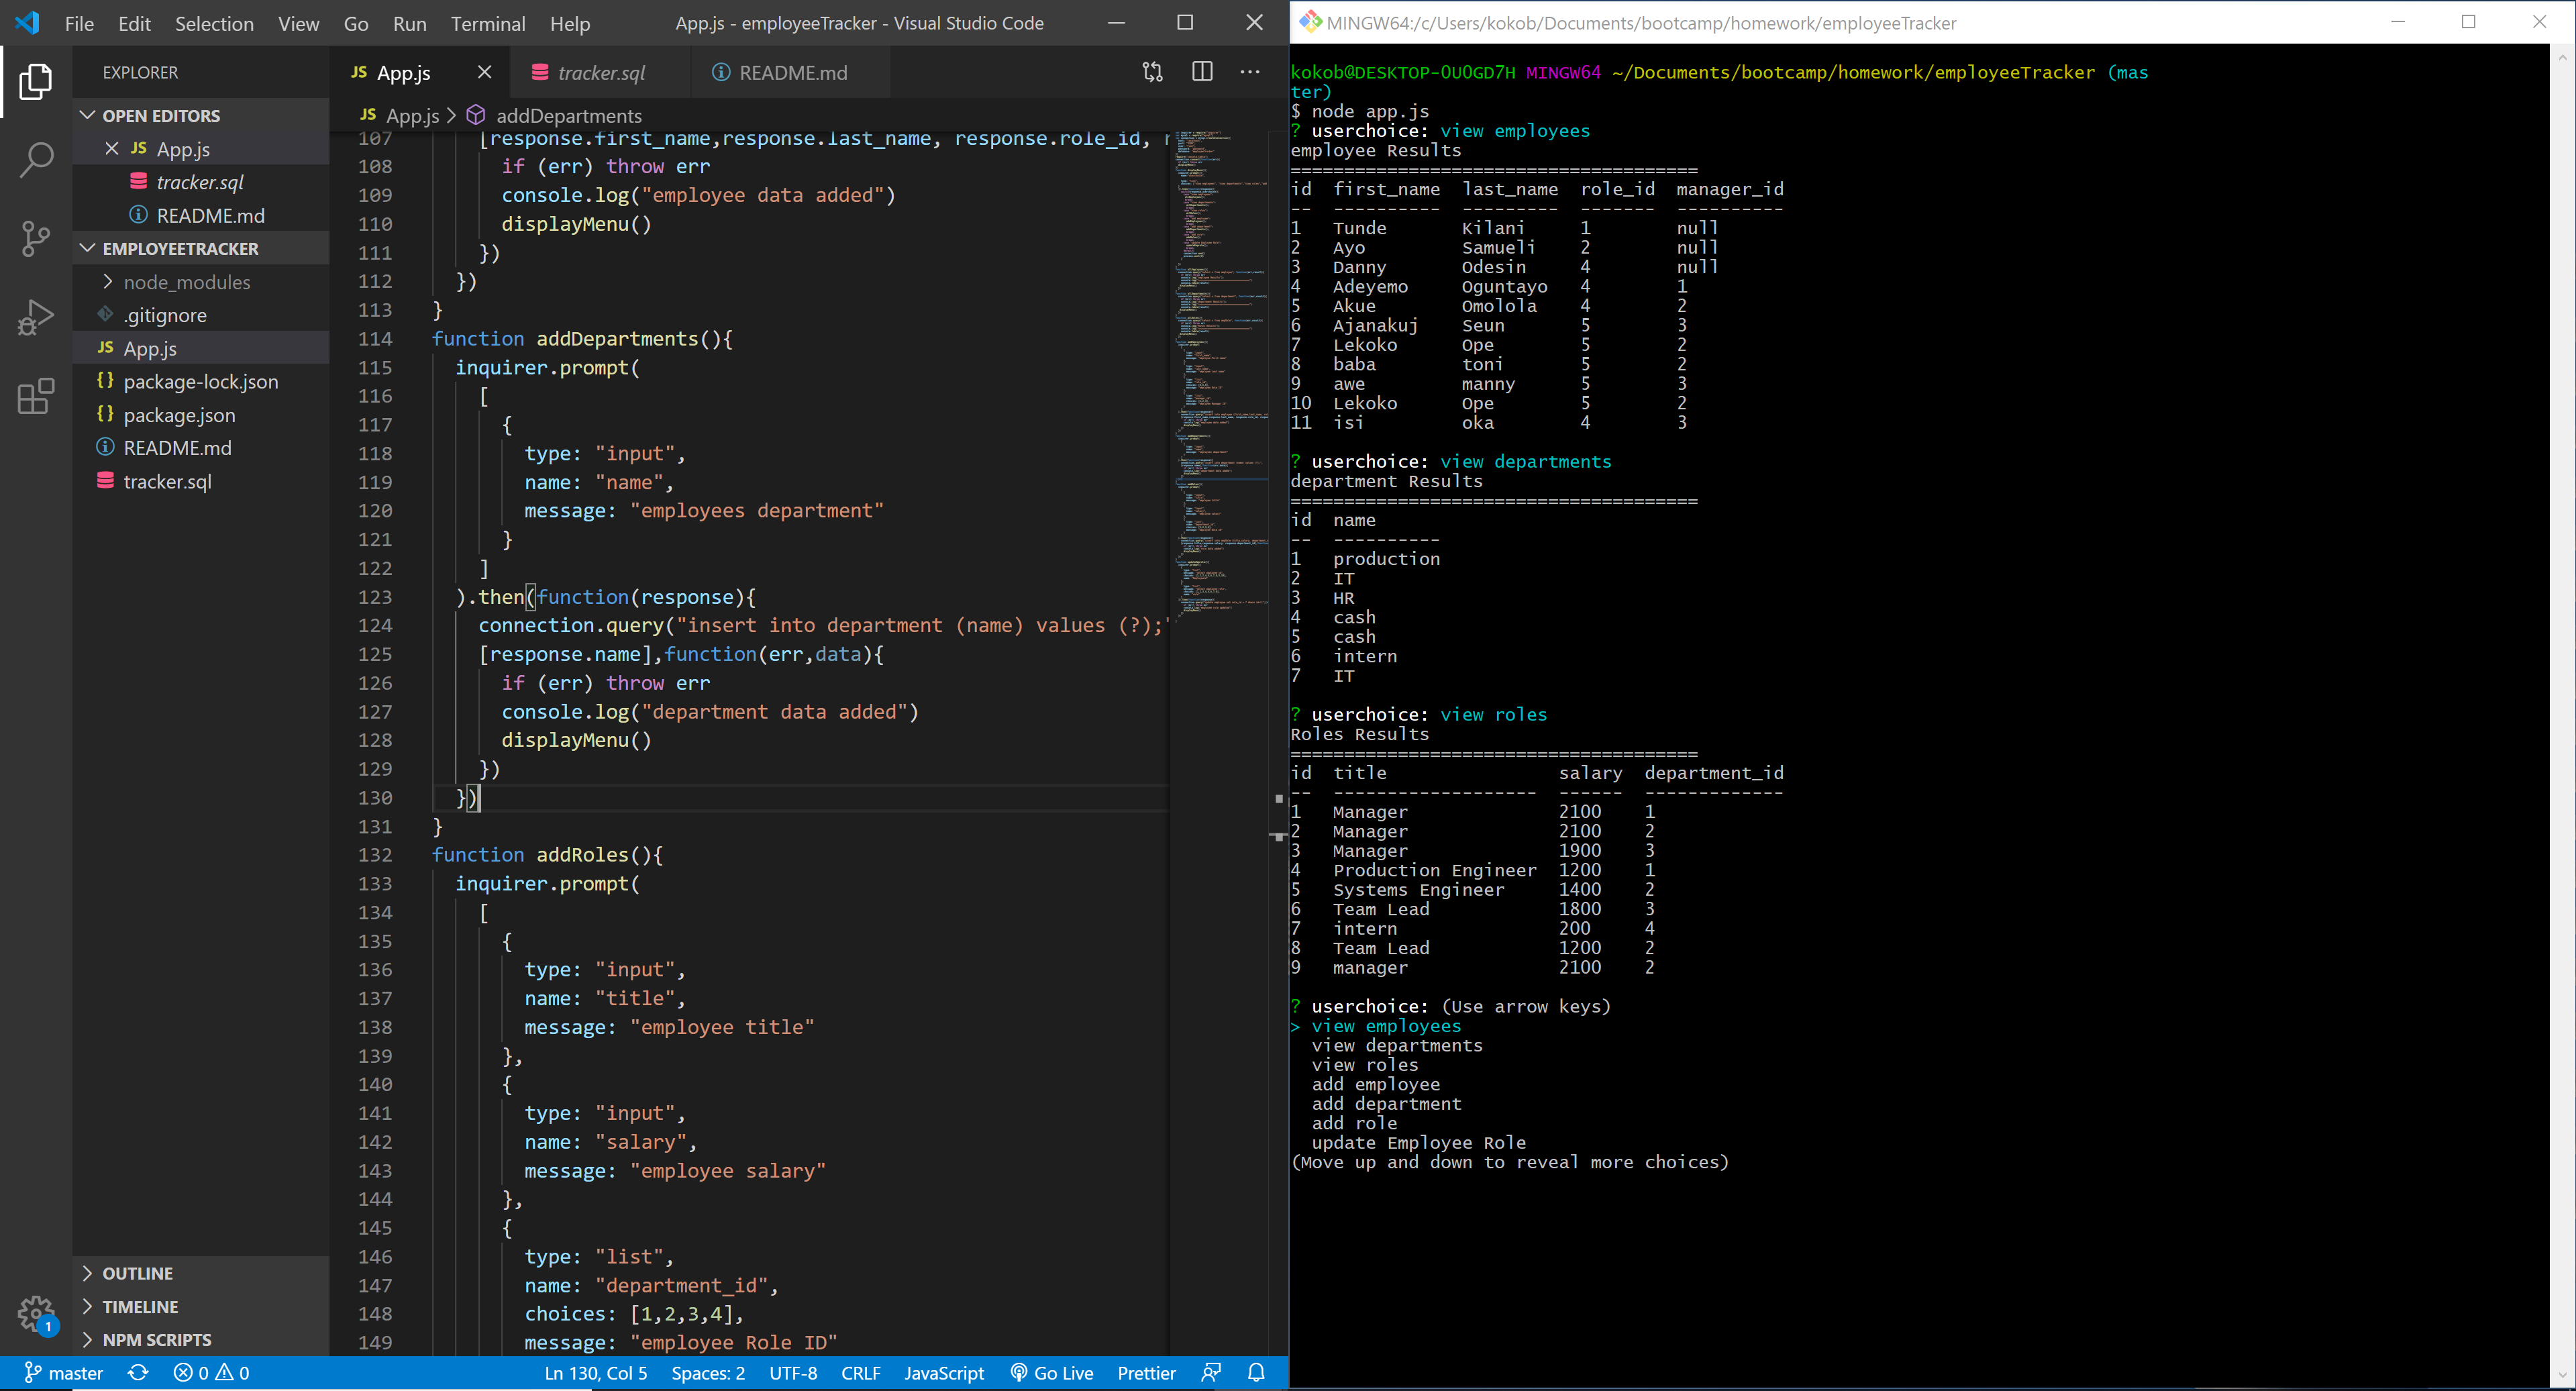 File Edit Selection View Go Run Terminal Help App.js - employeeTracker - Visual Studio Code
EXPLORER
OPEN EDITORS
JS App.js
tracker.sql
README.md
EMPLOYEETRACKER
node_modules
.gitignore
JS App.js
{} package-lock.json
{} package.json
README.md
tracker.sql
OUTLINE
TIMELINE
NPM SCRIPTS
1
JS App.js tracker.sql README.md
JS App.js > addDepartments
107 [response.first_name,response.last_name, response.role_id,
108 if (err) throw err
109 console.log("employee data added")
110 displayMenu()
111 })
112 })
113 }
114 function addDepartments(){
115 inquirer.prompt(
116 [
117 {
118 type: "input",
119 name: "name",
120 message: "employees department"
121 }
122 ]
123 ).then(function(response){
124 connection.query("insert into department (name) values (?);"
125 [response.name],function(err,data){
126 if (err) throw err
127 console.log("department data added")
128 displayMenu()
129 })
130 })
131 }
132 function addRoles(){
133 inquirer.prompt(
134 [
135 {
136 type: "input",
137 name: "title",
138 message: "employee title"
139 },
140 {
141 type: "input",
142 name: "salary",
143 message: "employee salary"
144 },
145 {
146 type: "list",
147 name: "department_id",
148 choices: [1,2,3,4],
149 message: "employee Role ID"
master 0 0 Ln 130, Col 5 Spaces: 2 UTF-8 CRLF JavaScript Go Live Prettier
MINGW64:/c/Users/kokob/Documents/bootcamp/homework/employeeTracker
kokob@DESKTOP-0U0GD7H MINGW64 ~/Documents/bootcamp/homework/employeeTracker (mas
ter)
$ node app.js
? userchoice: view employees
employee Results
======================================
id first_name last_name role_id manager_id
-- ---------- --------- ------- ----------
1 Tunde Kilani 1 null
2 Ayo Samueli 2 null
3 Danny Odesin 4 null
4 Adeyemo Oguntayo 4 1
5 Akue Omolola 4 2
6 Ajanakuj Seun 5 3
7 Lekoko Ope 5 2
8 baba toni 5 2
9 awe manny 5 3
10 Lekoko Ope 5 2
11 isi oka 4 3
? userchoice: view departments
department Results
======================================
id name
-- ----------
1 production
2 IT
3 HR
4 cash
5 cash
6 intern
7 IT
? userchoice: view roles
Roles Results
======================================
id title salary department_id
-- ------------------- ------ -------------
1 Manager 2100 1
2 Manager 2100 2
3 Manager 1900 3
4 Production Engineer 1200 1
5 Systems Engineer 1400 2
6 Team Lead 1800 3
7 intern 200 4
8 Team Lead 1200 2
9 manager 2100 2
? userchoice: (Use arrow keys)
> view employees
view departments
view roles
add employee
add department
add role
update Employee Role
(Move up and down to reveal more choices)